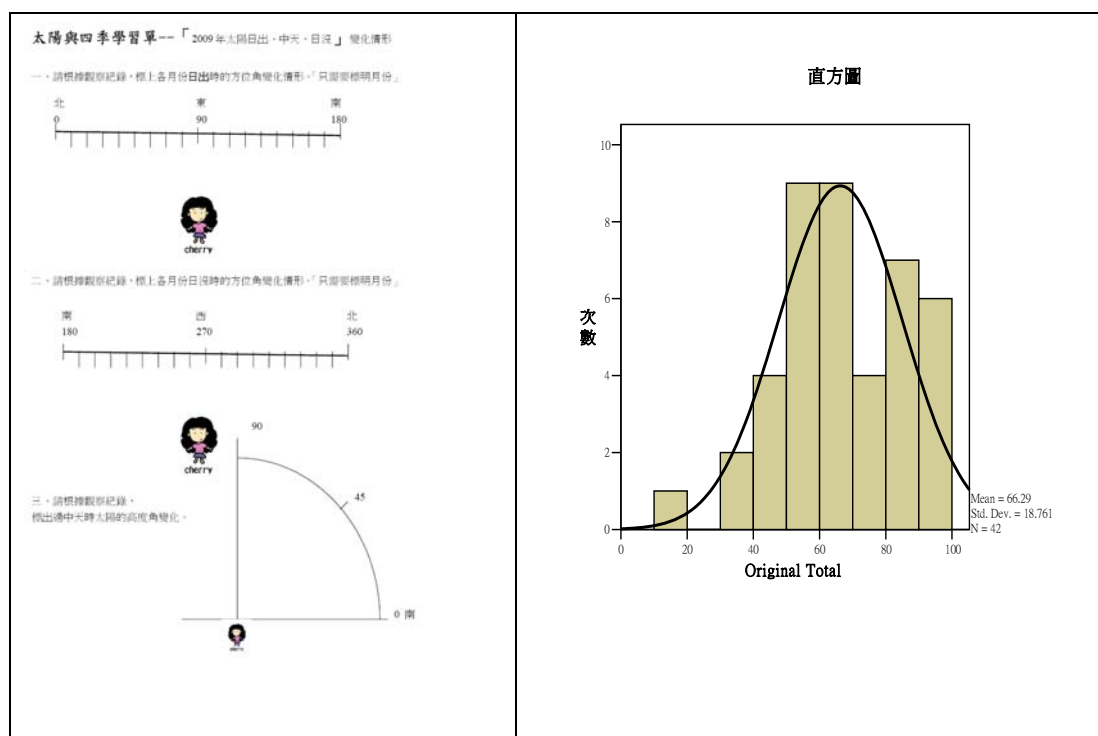 太陽與四季學習單--「2009年太陽日出、中天、日沒」變化情形
一、請根據觀察紀錄，標上各月份日出時的方位角變化情形。「只需要標明月份」
北 東 南
0 90 180
cherry
二、請根據觀察紀錄，標上各月份日沒時的方位角變化情形。「只需要標明月份」
南 西 北
180 270 360
cherry
90
45
三、請根據觀察紀錄，
標出過中天時太陽的高度角變化。
0 南
cherry
直方圖
次數
10
8
6
4
2
0
0 20 40 60 80 100
Original Total
Mean = 66.29
Std. Dev. = 18.761
N = 42